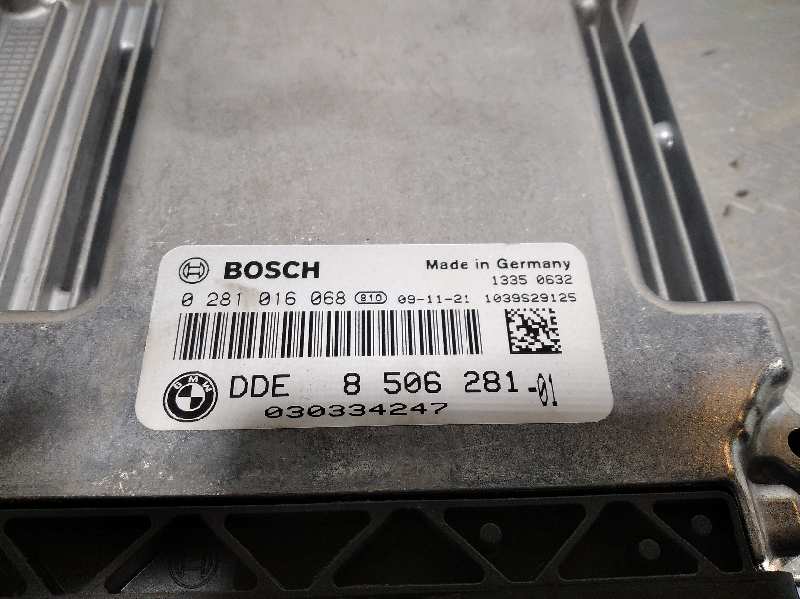 BOSCH
Made in Germany
1335 0632
0 281 016 068 810 09-11-21 1039S29125
BMW
DDE 8 506 281-01
030334247